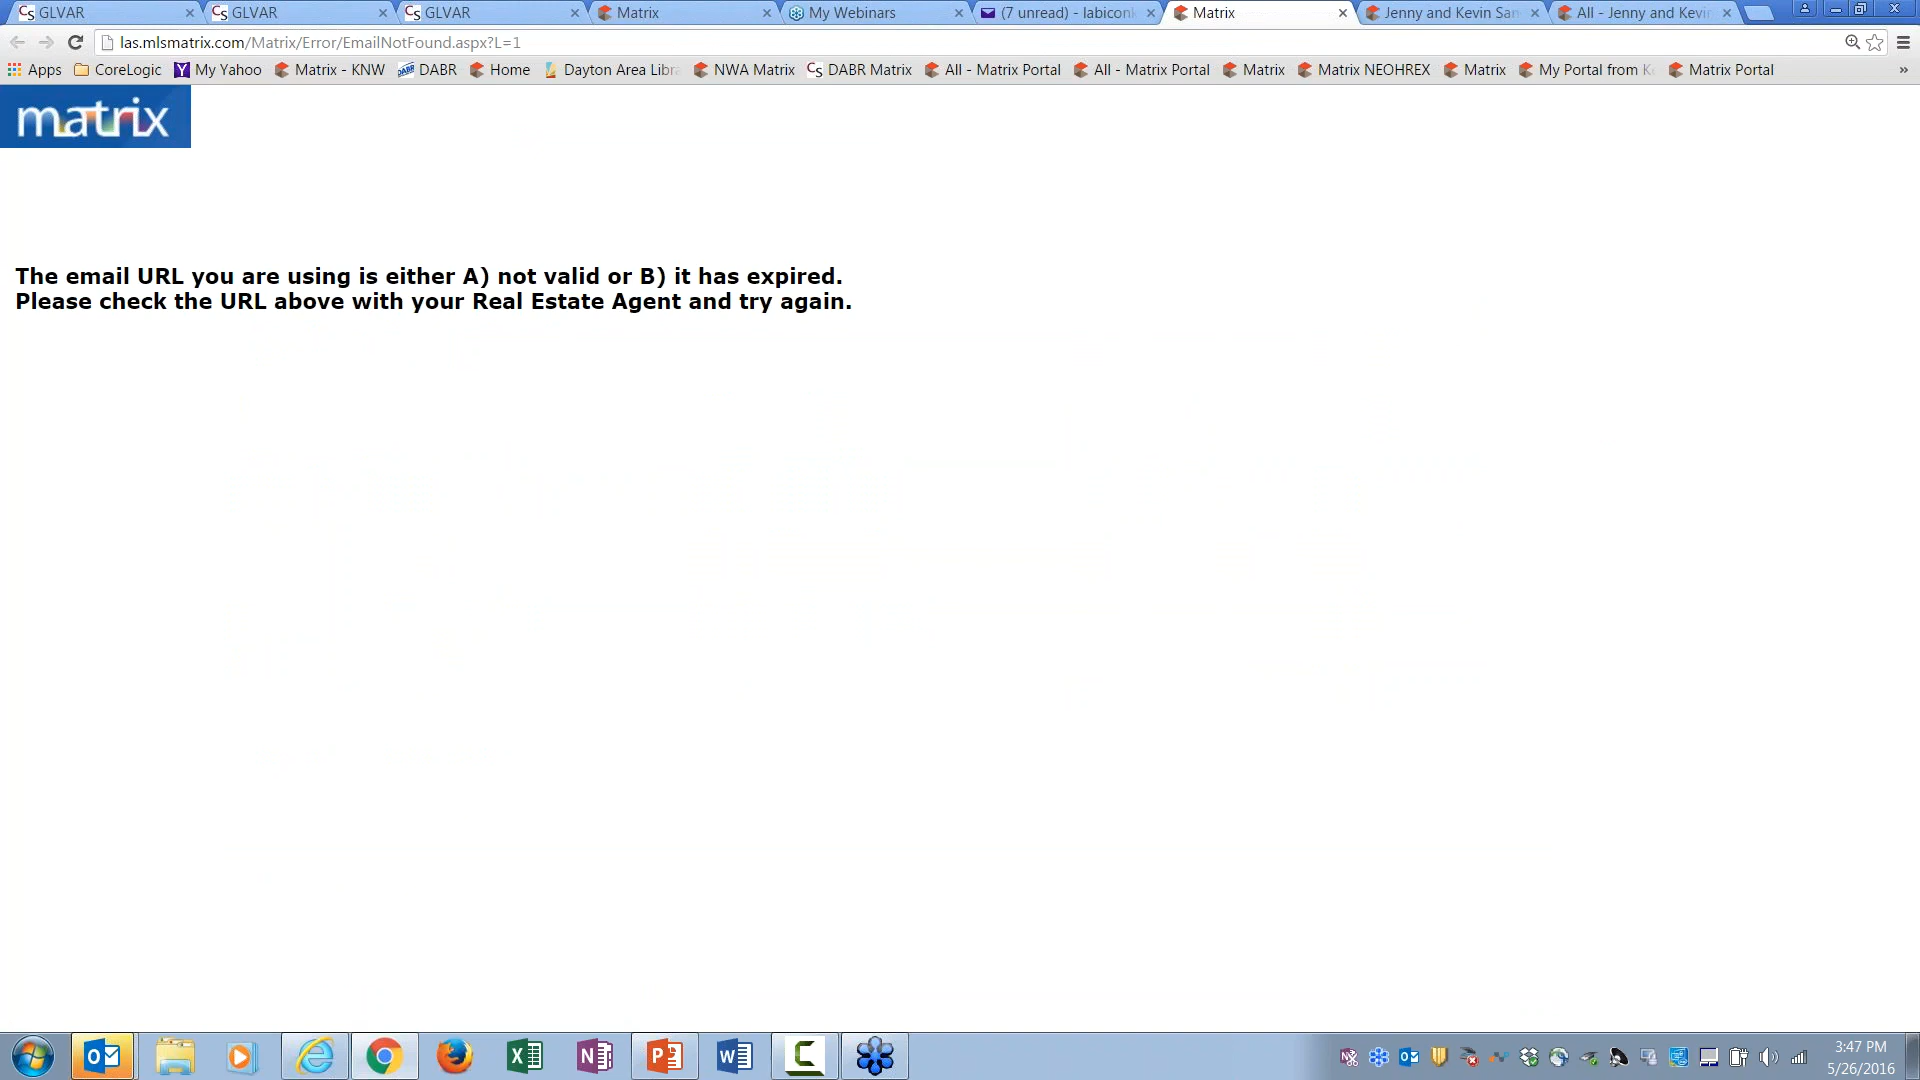 GLVAR
GLVAR
GLVAR
Matrix
My Webinars
(7 unread) - labiconk
Matrix
Jenny and Kevin San
All - Jenny and Kevin
las.mlsmatrix.com/Matrix/Error/EmailNotFound.aspx?L=1
Apps
CoreLogic
My Yahoo
Matrix - KNW
DABR
Home
Dayton Area Libra
NWA Matrix
DABR Matrix
All - Matrix Portal
All - Matrix Portal
Matrix
Matrix NEOHREX
Matrix
My Portal from Ke
Matrix Portal
matrix
The email URL you are using is either A) not valid or B) it has expired.
Please check the URL above with your Real Estate Agent and try again.
3:47 PM
5/26/2016